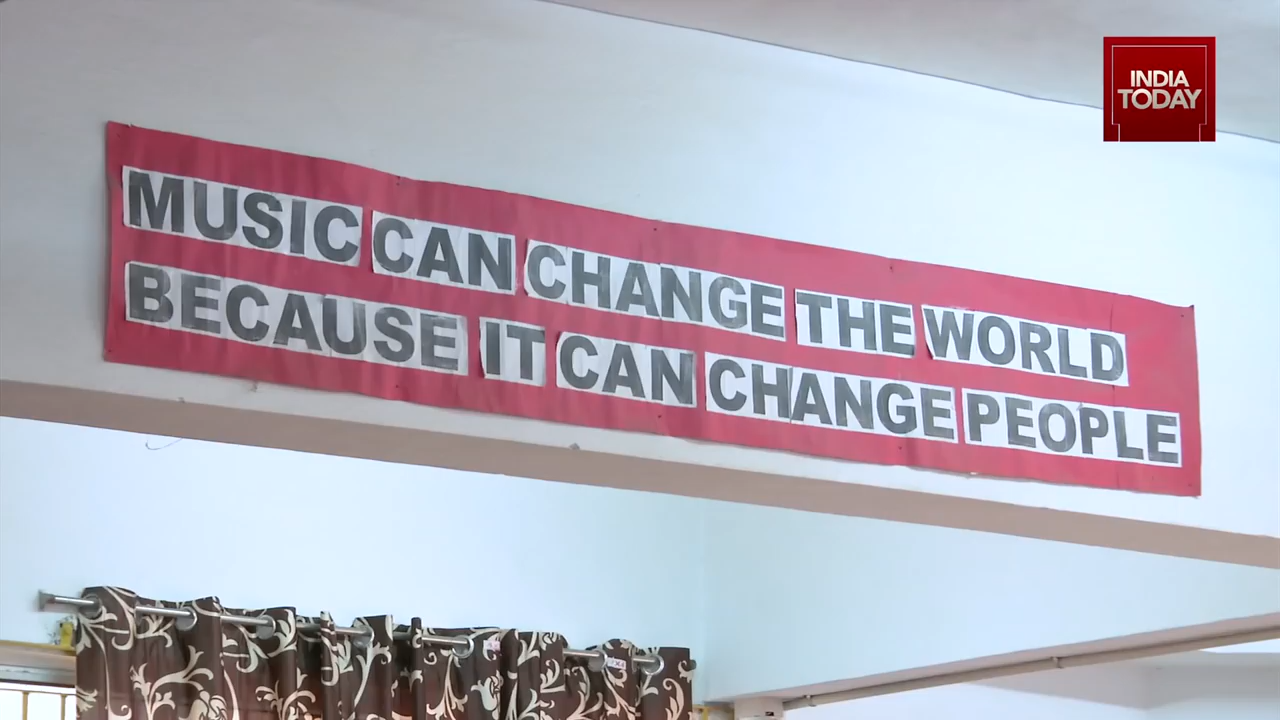 INDIA
TODAY
MUSIC CAN CHANGE THE WORLD
BECAUSE IT CAN CHANGE PEOPLE